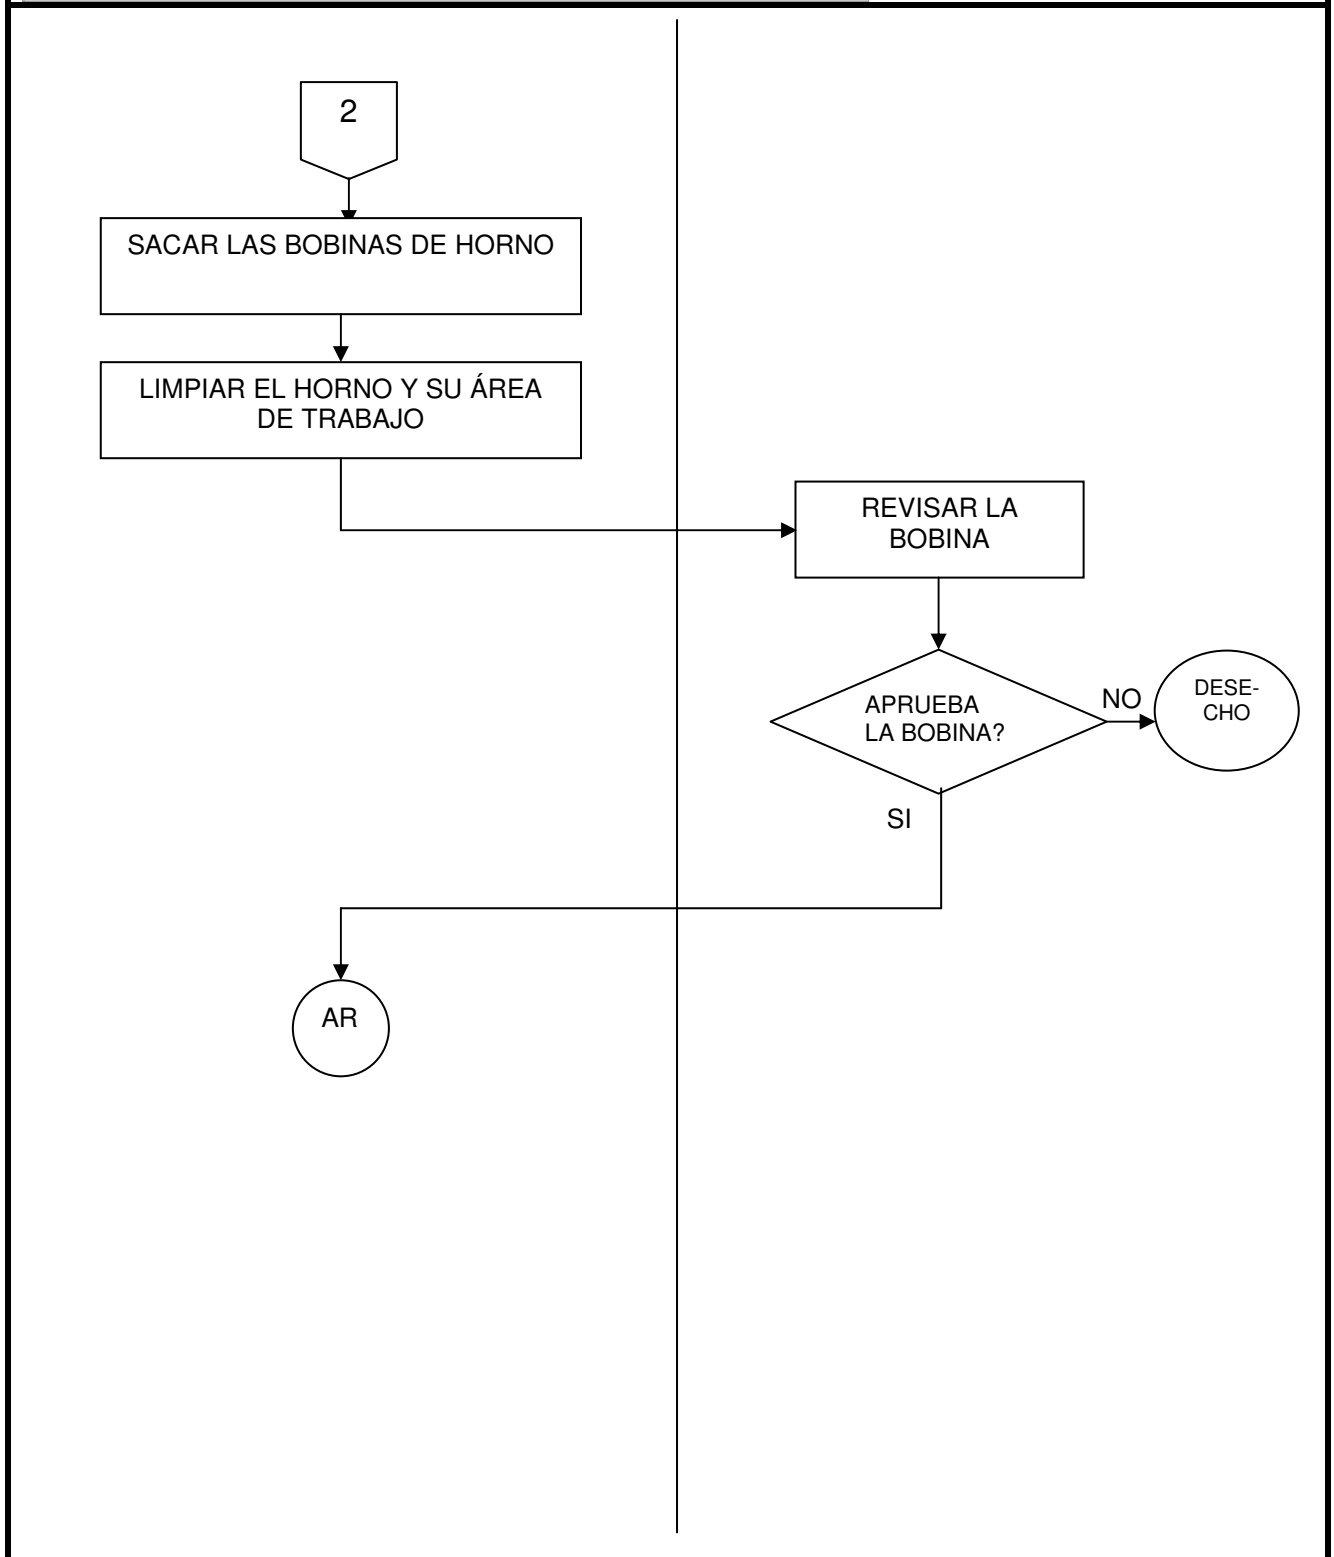 2
SACAR LAS BOBINAS DE HORNO
LIMPIAR EL HORNO Y SU ÁREA
DE TRABAJO
REVISAR LA
BOBINA
APRUEBA
LA BOBINA?
NO
DESE-
CHO
SI
AR